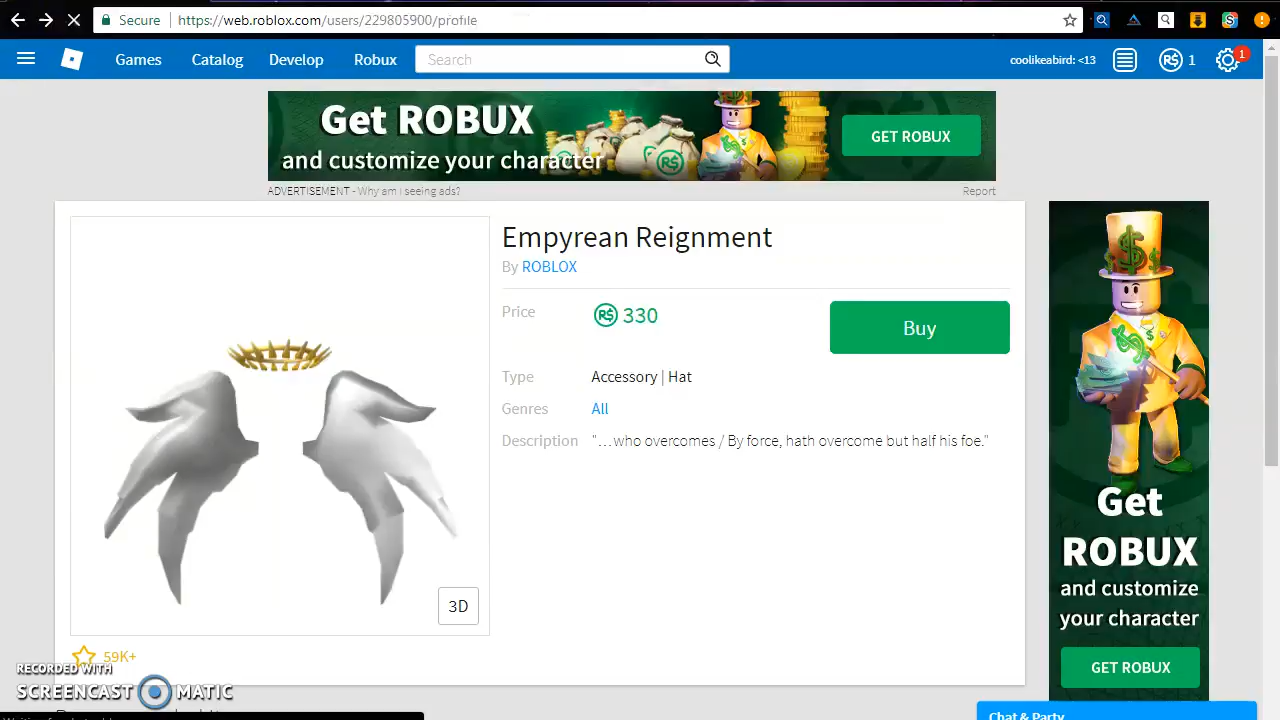 Secure https://web.roblox.com/users/229805900/profile
Games Catalog Develop Robux Search coolikeabird: <13 R$ 1 1
Get ROBUX
and customize your character
R$
GET ROBUX
ADVERTISEMENT - Why am I seeing ads? Report
Empyrean Reignment
By ROBLOX
Price R$ 330
Buy
Type Accessory | Hat
Genres All
Description "…who overcomes / By force, hath overcome but half his foe."
3D
59K+
Get
ROBUX
and customize
your character
GET ROBUX
RECORDED WITH
SCREENCAST MATIC
Chat & Party